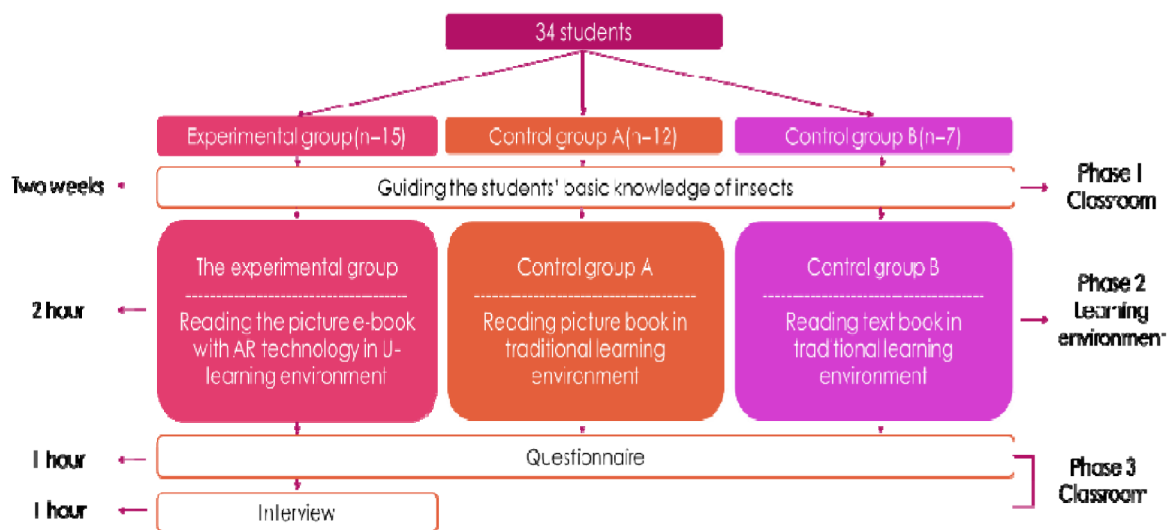 34 students
Experimental group(n=15)
Control group A(n=12)
Control group B(n=7)
Two weeks
Guiding the students' basic knowledge of insects
Phase 1
Classroom
2 hour
The experimental group
Reading the picture e-book
with AR technology in U-
learning environment
Control group A
Reading picture book in
traditional learning
environment
Control group B
Reading text book in
traditional learning
environment
Phase 2
Learning
environment
1 hour
Questionnaire
Phase 3
Classroom
1 hour
Interview